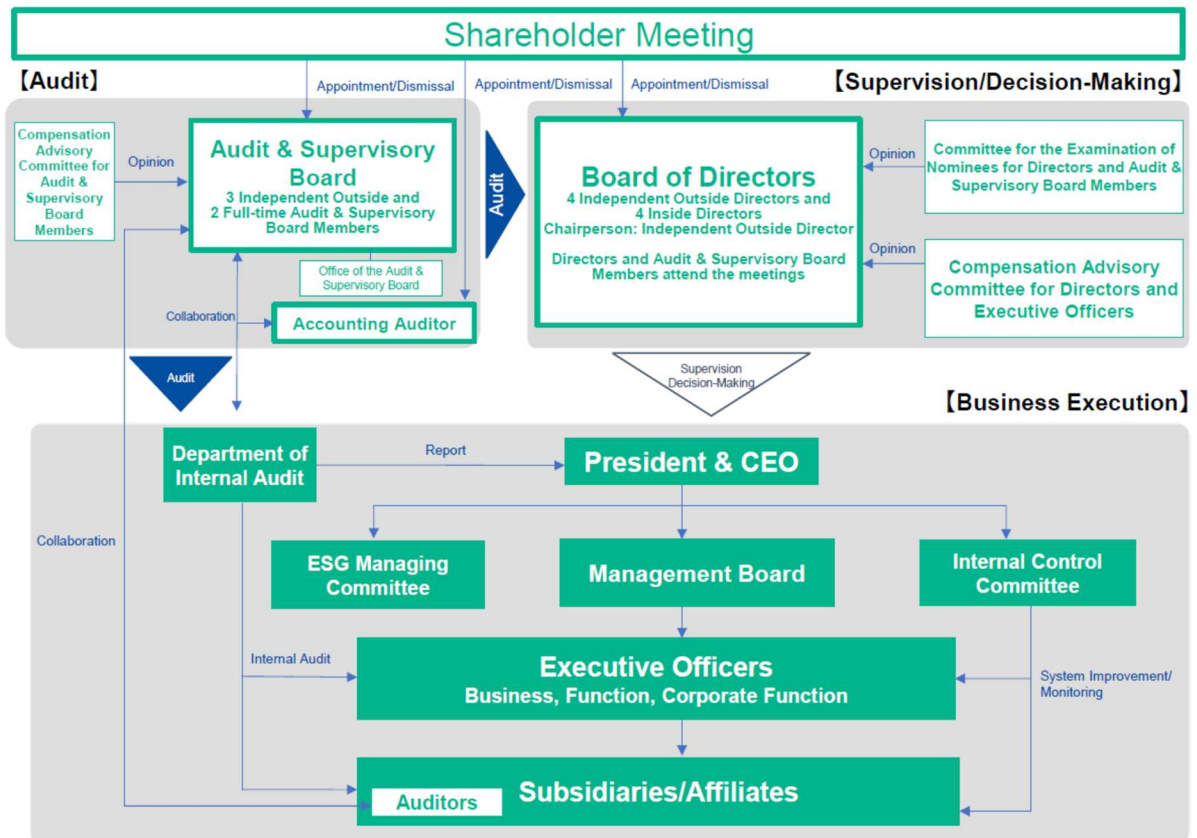 Shareholder Meeting
【Audit】
Appointment/Dismissal
Appointment/Dismissal
Appointment/Dismissal
【Supervision/Decision-Making】
Compensation
Advisory
Committee for
Audit &
Supervisory
Board
Members
Opinion
Audit & Supervisory
Board
3 Independent Outside and
2 Full-time Audit & Supervisory
Board Members
Office of the Audit &
Supervisory Board
Collaboration
Accounting Auditor
Audit
Board of Directors
4 Independent Outside Directors and
4 Inside Directors
Chairperson: Independent Outside Director
Directors and Audit & Supervisory Board
Members attend the meetings
Opinion
Committee for the Examination of
Nominees for Directors and Audit &
Supervisory Board Members
Opinion
Compensation Advisory
Committee for Directors and
Executive Officers
Audit
Supervision
Decision-Making
【Business Execution】
Department of
Internal Audit
Report
President & CEO
Collaboration
ESG Managing
Committee
Management Board
Internal Control
Committee
Internal Audit
Executive Officers
Business, Function, Corporate Function
System Improvement/
Monitoring
Subsidiaries/Affiliates
Auditors